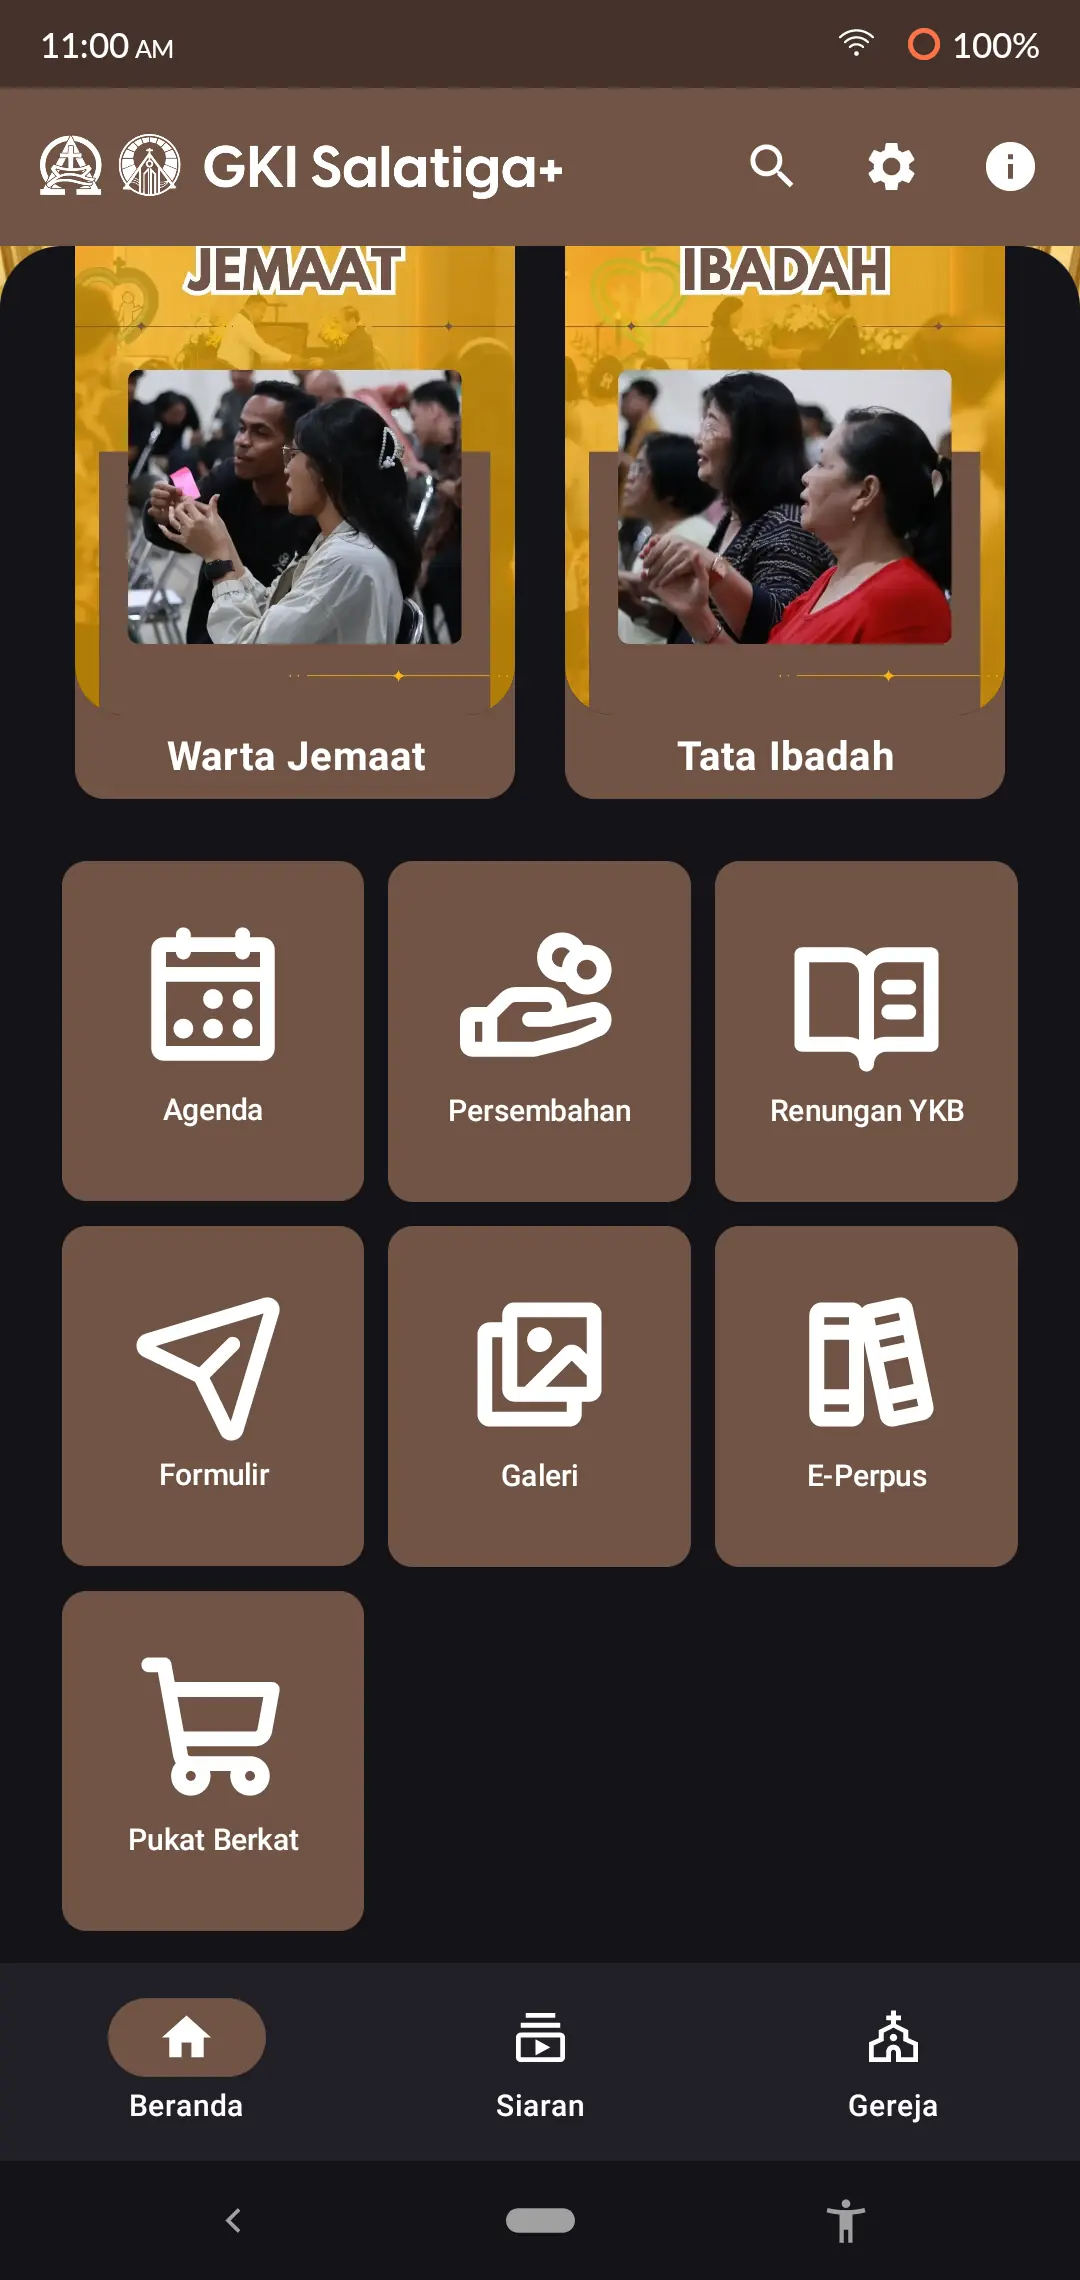 11:00 AM
100%
GKI Salatiga+
JEMAAT
IBADAH
Warta Jemaat
Tata Ibadah
Agenda
Persembahan
Renungan YKB
Formulir
Galeri
E-Perpus
Pukat Berkat
Beranda
Siaran
Gereja